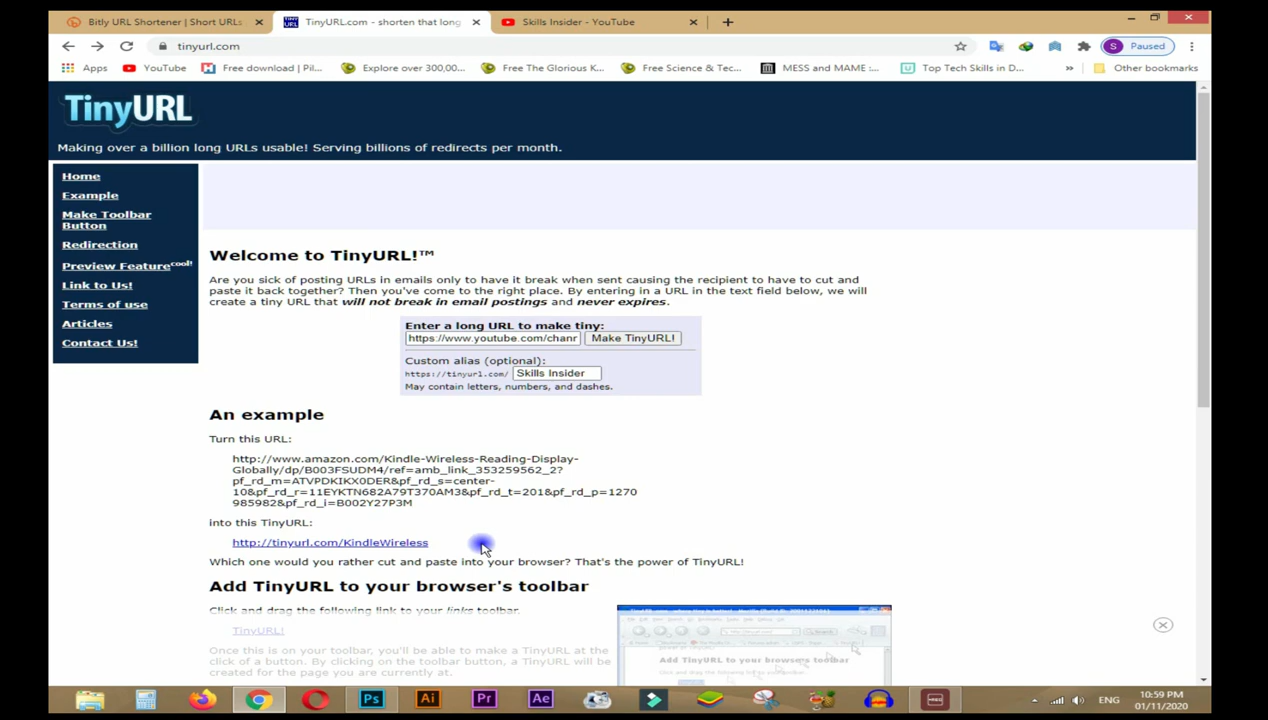 Bitly URL Shortener | Short URLs
TinyURL.com - shorten that long
Skills Insider - YouTube
tinyurl.com
S Paused
Apps
YouTube
Free download | Pil...
Explore over 300,00...
Free The Glorious K...
Free Science & Tec...
MESS and MAME :...
Top Tech Skills in D...
»
Other bookmarks
TinyURL
Making over a billion long URLs usable! Serving billions of redirects per month.
Home
Example
Make Toolbar
Button
Redirection
Preview Feature cool!
Link to Us!
Terms of use
Articles
Contact Us!
Welcome to TinyURL!™
Are you sick of posting URLs in emails only to have it break when sent causing the recipient to have to cut and
paste it back together? Then you've come to the right place. By entering in a URL in the text field below, we will
create a tiny URL that will not break in email postings and never expires.
Enter a long URL to make tiny:
https://www.youtube.com/chanr Make TinyURL!
Custom alias (optional):
https://tinyurl.com/ Skills Insider
May contain letters, numbers, and dashes.
An example
Turn this URL:
http://www.amazon.com/Kindle-Wireless-Reading-Display-
Globally/dp/B003FSUDM4/ref=amb_link_353259562_2?
pf_rd_m=ATVPDKIKX0DER&pf_rd_s=center-
10&pf_rd_r=11EYKTN682A79T370AM3&pf_rd_t=201&pf_rd_p=1270
985982&pf_rd_i=B002Y27P3M
into this TinyURL:
http://tinyurl.com/KindleWireless
Which one would you rather cut and paste into your browser? That's the power of TinyURL!
Add TinyURL to your browser's toolbar
Click and drag the following link to your links toolbar.
TinyURL!
Once this is on your toolbar, you'll be able to make a TinyURL at the
click of a button. By clicking on the toolbar button, a TinyURL will be
created for the page you are currently at.
Add TinyURL to your browser's toolbar
Ps
Ai
Pr
Ae
ENG
10:59 PM
01/11/2020